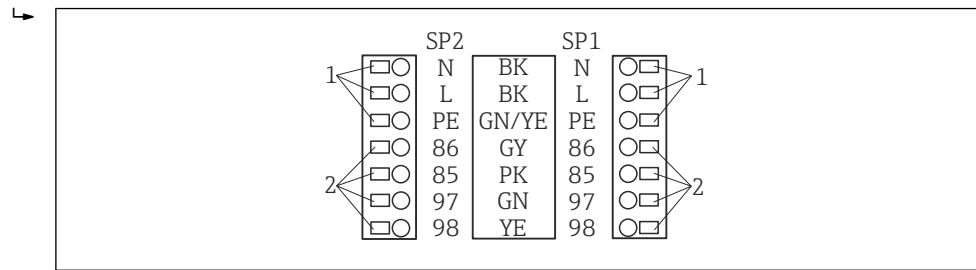 SP2 SP1
1 N BK N 1
L BK L
PE GN/YE PE
86 GY 86
2 85 PK 85 2
97 GN 97
98 YE 98